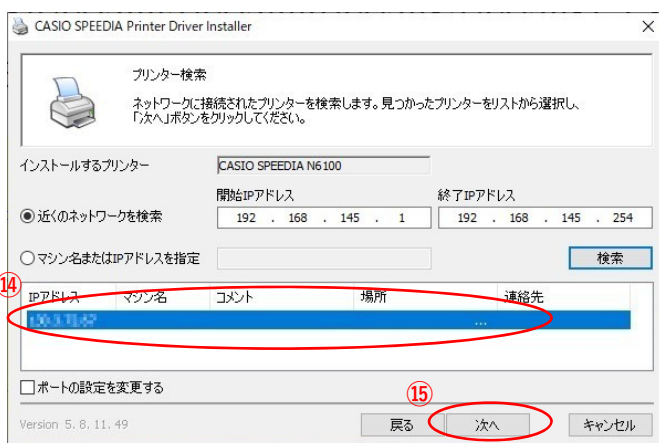 CASIO SPEEDIA Printer Driver Installer
プリンター検索
ネットワークに接続されたプリンターを検索します。見つかったプリンターをリストから選択し、
「次へ」ボタンをクリックしてください。
インストールするプリンター CASIO SPEEDIA N6100
開始IPアドレス 終了IPアドレス
近くのネットワークを検索 192 . 168 . 145 . 1 192 . 168 . 145 . 254
マシン名またはIPアドレスを指定 検索
⑭
IPアドレス マシン名 コメント 場所 連絡先
...
ポートの設定を変更する
⑮
Version 5. 8. 11. 49 戻る 次へ キャンセル